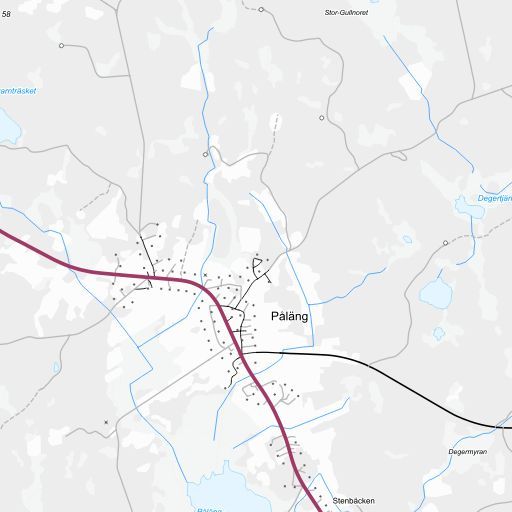 58
Stor-Gullnoret
Degertjärn
Påläng
Degermyran
Stenbäcken